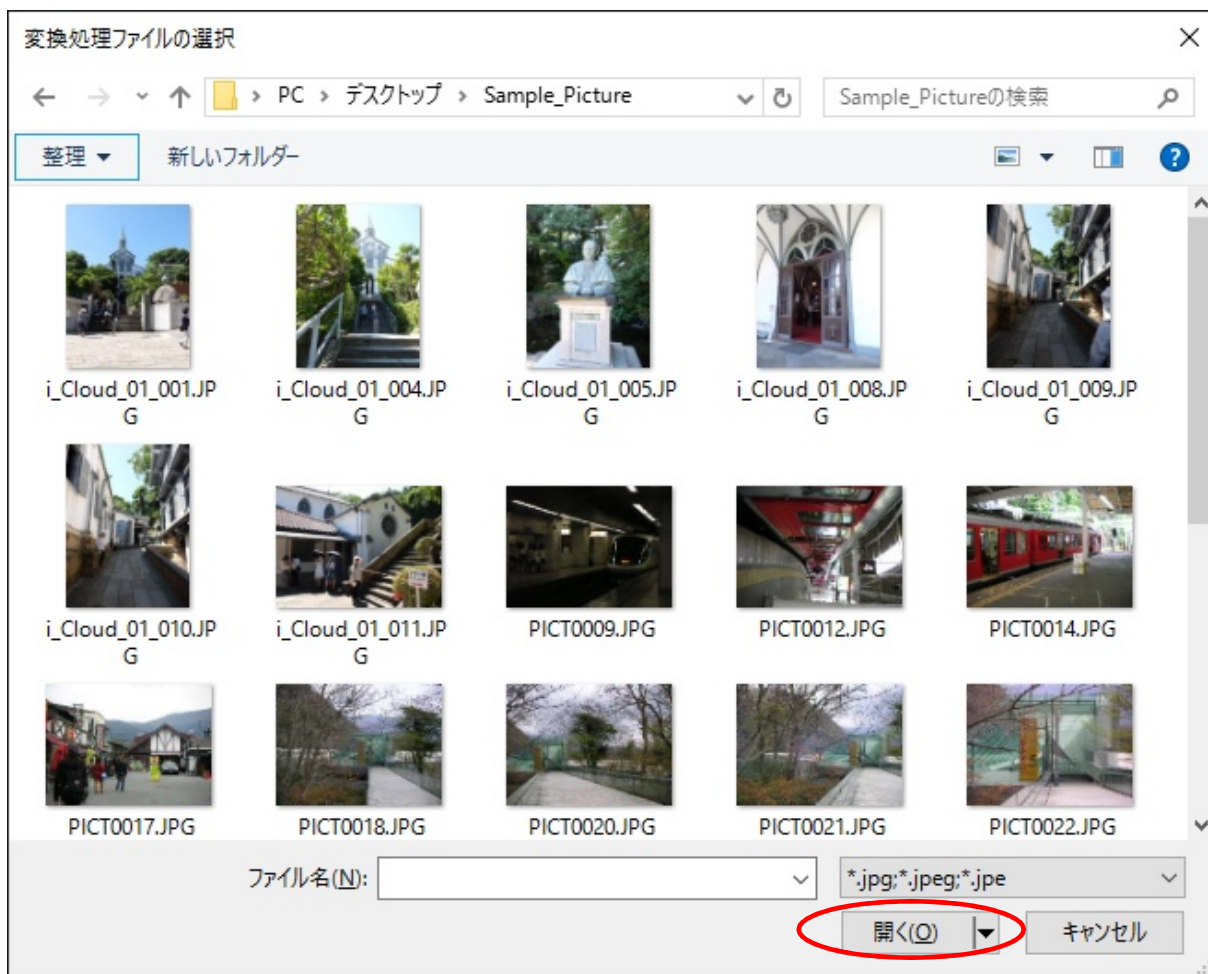 変換処理ファイルの選択
PC > デスクトップ > Sample_Picture
Sample_Pictureの検索
整理
新しいフォルダー
i_Cloud_01_001.JP
G
i_Cloud_01_004.JP
G
i_Cloud_01_005.JP
G
i_Cloud_01_008.JP
G
i_Cloud_01_009.JP
G
i_Cloud_01_010.JP
G
i_Cloud_01_011.JP
G
PICT0009.JPG
PICT0012.JPG
PICT0014.JPG
PICT0017.JPG
PICT0018.JPG
PICT0020.JPG
PICT0021.JPG
PICT0022.JPG
ファイル名(N):
*.jpg;*.jpeg;*.jpe
開く(O)
キャンセル